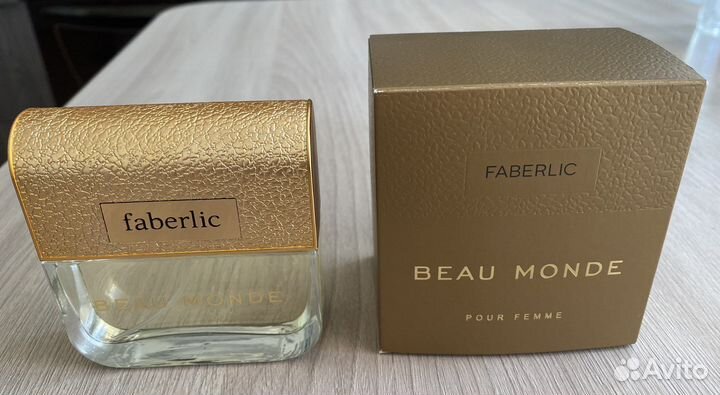 faberlic
BEAU MONDE
FABERLIC
BEAU MONDE
POUR FEMME
Avito